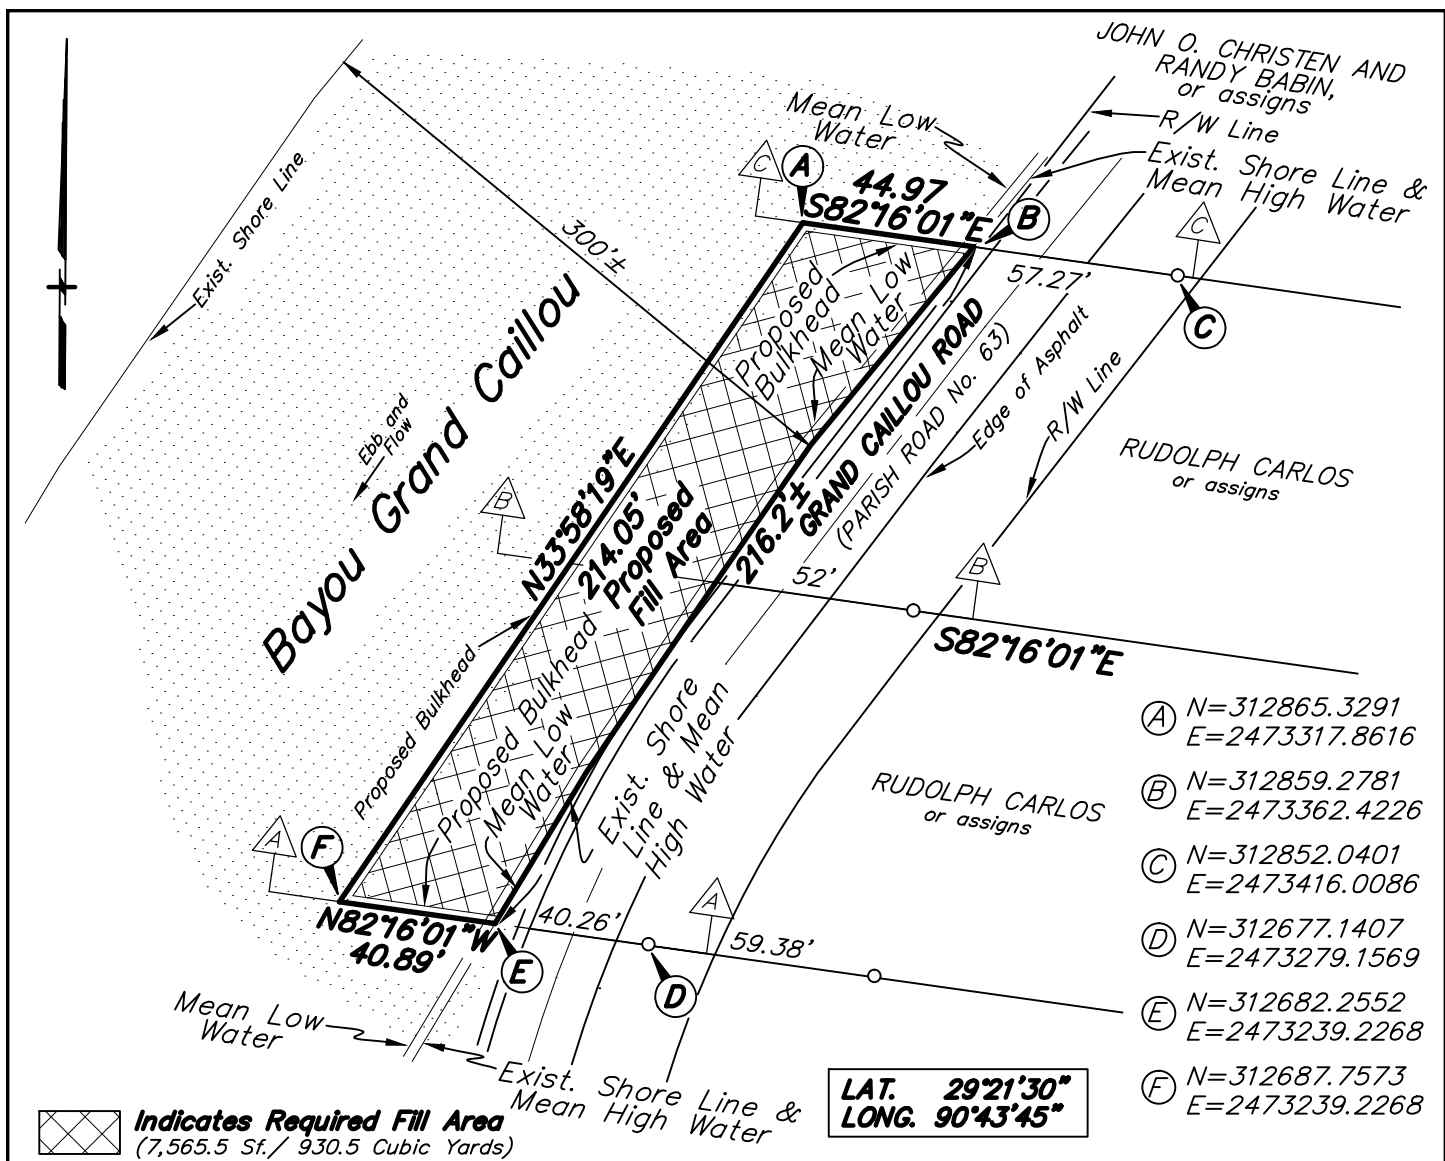 JOHN O. CHRISTEN AND
RANDY BABIN,
or assigns
R/W Line
Exist. Shore Line &
Mean High Water
Mean Low
Water
C
A
44.97
S82°16'01"E
B
C
57.27'
C
Exist. Shore Line
300'±
Bayou Grand Caillou
Ebb and
Flow
Proposed
Bulkhead
Mean Low
Water
GRAND CAILLOU ROAD
(PARISH ROAD No. 63)
Edge of Asphalt
R/W Line
RUDOLPH CARLOS
or assigns
B
N33°58'19"E
214.05'
Proposed
Fill Area
216.2'±
52'
B
S82°16'01"E
Proposed Bulkhead
Proposed Bulkhead
Mean Low
Water
Exist. Shore
Line & Mean
High Water
RUDOLPH CARLOS
or assigns
A
F
N82°16'01"W
40.89'
E
40.26'
A
59.38'
D
Mean Low
Water
Exist. Shore Line &
Mean High Water
A N=312865.3291
E=2473317.8616
B N=312859.2781
E=2473362.4226
C N=312852.0401
E=2473416.0086
D N=312677.1407
E=2473279.1569
E N=312682.2552
E=2473239.2268
F N=312687.7573
E=2473239.2268
LAT. 29°21'30"
LONG. 90°43'45"
Indicates Required Fill Area
(7,565.5 Sf./ 930.5 Cubic Yards)